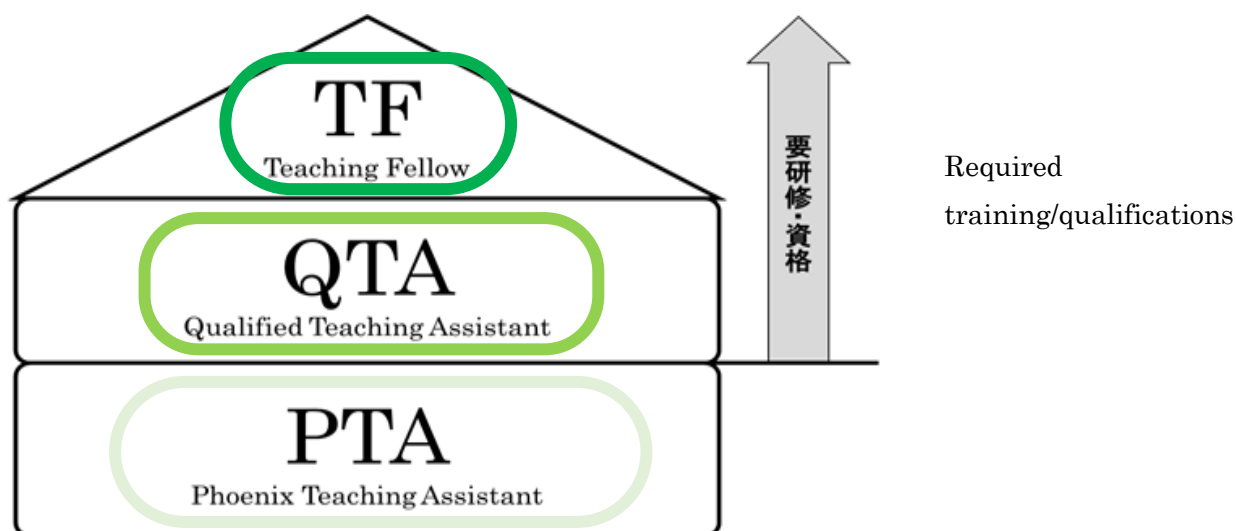 TF
Teaching Fellow
QTA
Qualified Teaching Assistant
PTA
Phoenix Teaching Assistant
要研修・資格
Required
training/qualifications